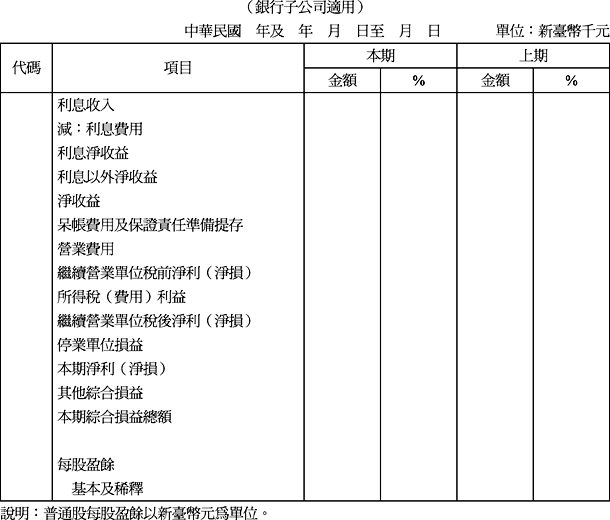 （銀行子公司適用）
中華民國　年及　年　月　日至　月　日　單位：新臺幣千元
代碼　項目　本期　上期
金額　%　金額　%
利息收入
減：利息費用
利息淨收益
利息以外淨收益
淨收益
呆帳費用及保證責任準備提存
營業費用
繼續營業單位稅前淨利（淨損）
所得稅（費用）利益
繼續營業單位稅後淨利（淨損）
停業單位損益
本期淨利（淨損）
其他綜合損益
本期綜合損益總額
每股盈餘
基本及稀釋
說明：普通股每股盈餘以新臺幣元為單位。